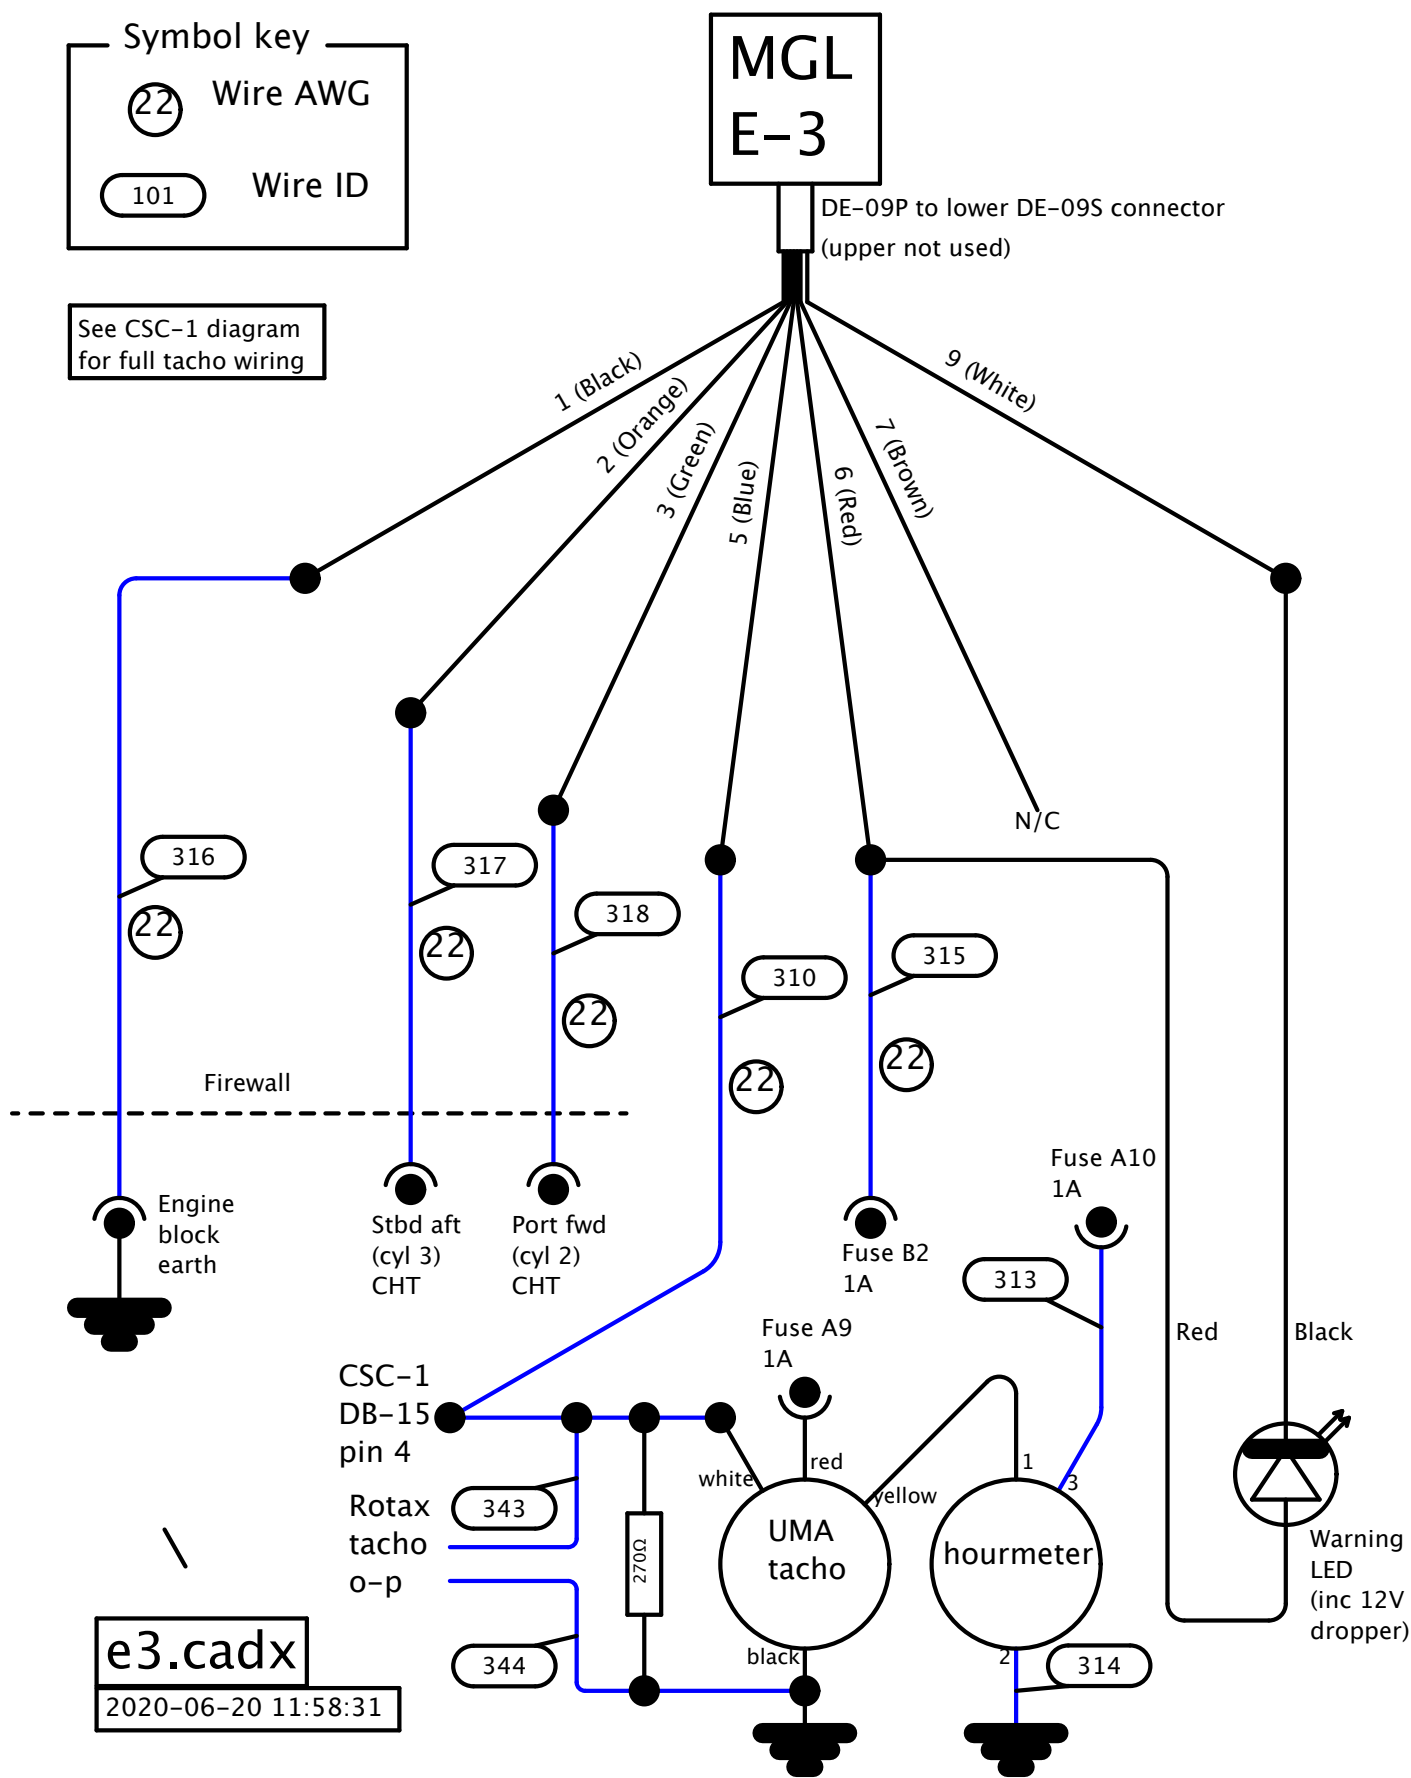 Symbol key
22
Wire AWG
101
Wire ID
MGL
E-3
DE-09P to lower DE-09S connector
(upper not used)
See CSC-1 diagram
for full tacho wiring
1 (Black)
2 (Orange)
3 (Green)
5 (Blue)
6 (Red)
7 (Brown)
9 (White)
N/C
316
22
317
22
318
22
310
22
315
22
Firewall
Engine
block
earth
Stbd aft
(cyl 3)
CHT
Port fwd
(cyl 2)
CHT
Fuse B2
1A
Fuse A10
1A
313
Red
Black
Fuse A9
1A
CSC-1
DB-15
pin 4
white
red
yellow
1
3
343
Rotax
tacho
o-p
270Ω
UMA
tacho
hourmeter
Warning
LED
(inc 12V
dropper)
black
2
344
314
e3.cadx
2020-06-20 11:58:31